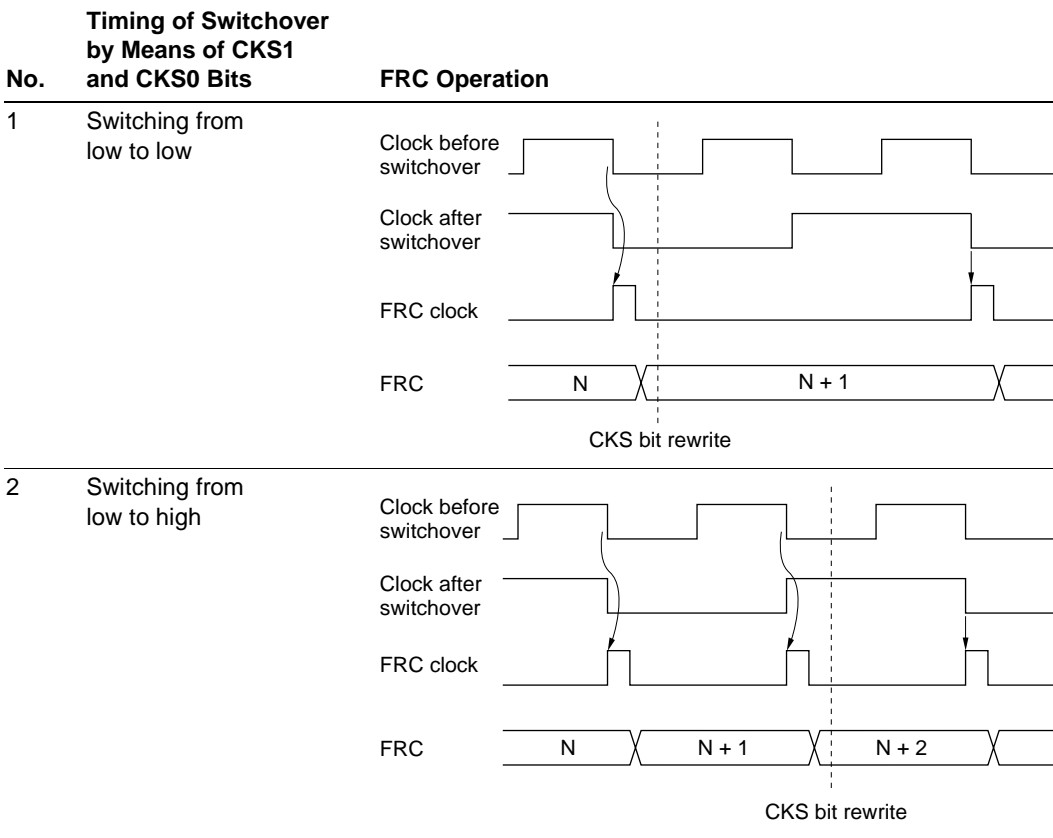 No.
Timing of Switchover
by Means of CKS1
and CKS0 Bits
FRC Operation
1
Switching from
low to low
Clock before
switchover
Clock after
switchover
FRC clock
FRC
N
N + 1
CKS bit rewrite
2
Switching from
low to high
Clock before
switchover
Clock after
switchover
FRC clock
FRC
N
N + 1
N + 2
CKS bit rewrite